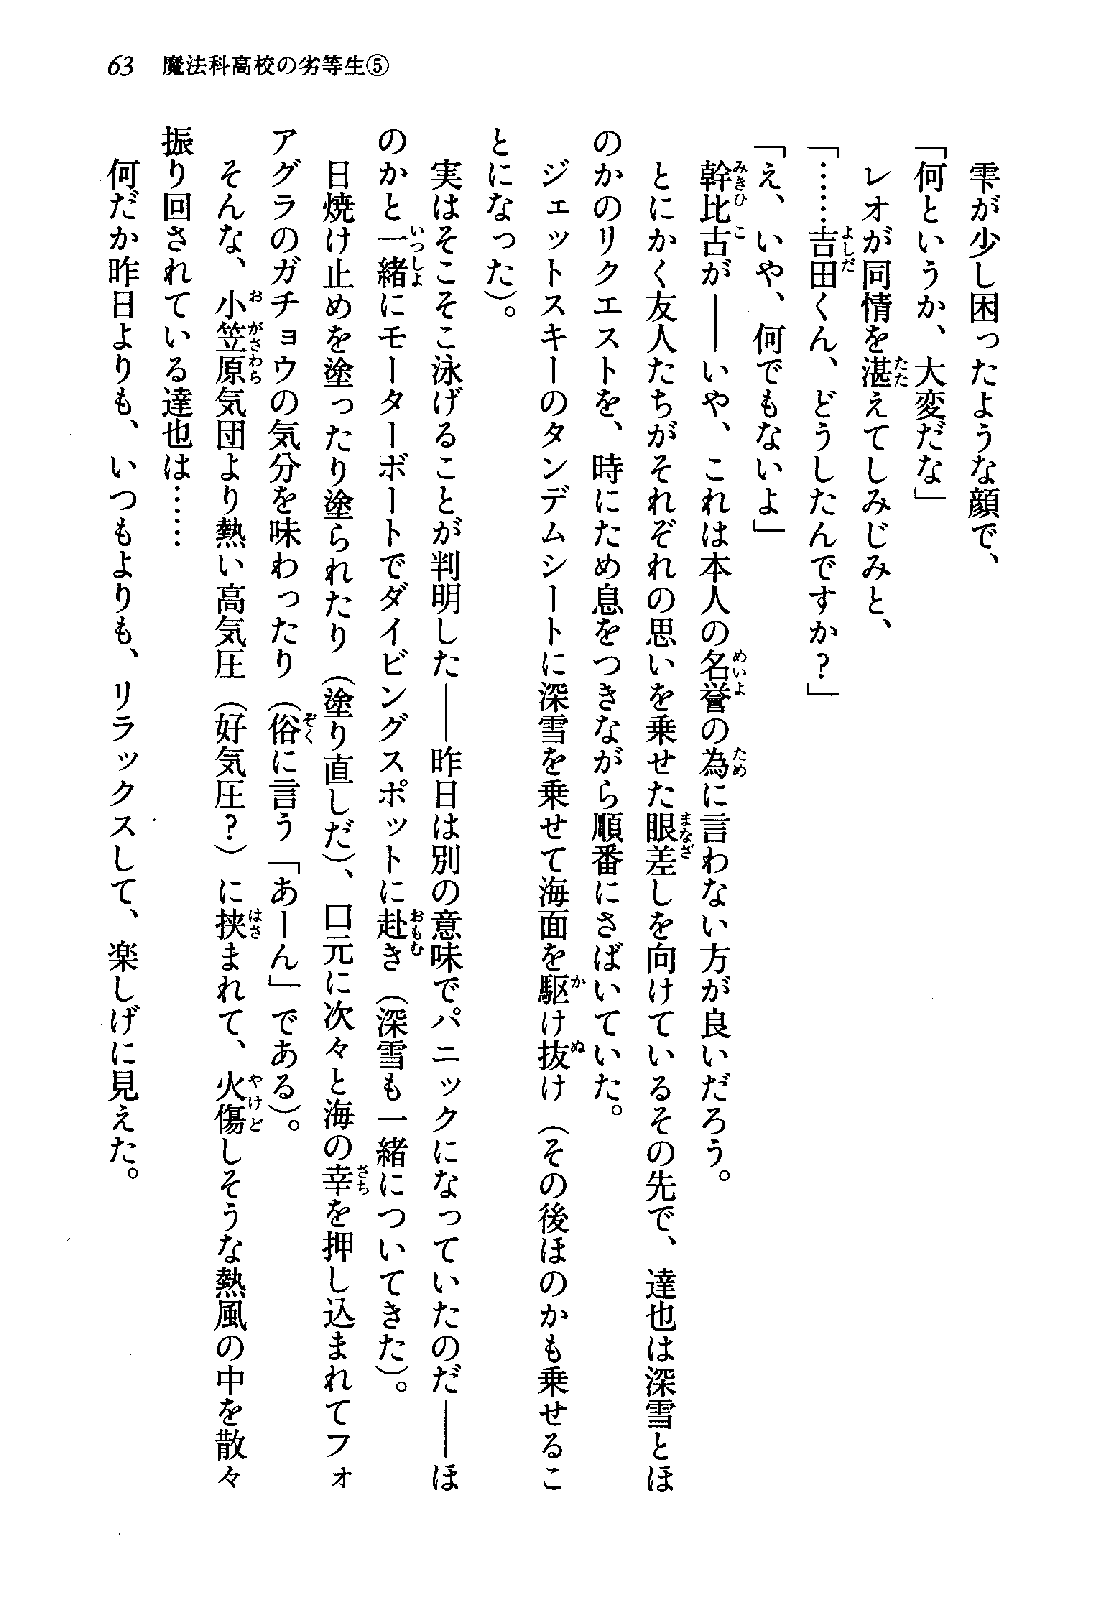 63 魔法科高校の劣等生⑤
雫が少し困ったような顔で、
「何というか、大変だな」
レオが同情を湛えてしみじみと、
「……吉田くん、どうしたんですか？」
「え、いや、何でもないよ」
幹比古が――いや、これは本人の名誉の為に言わない方が良いだろう。
とにかく友人たちがそれぞれの思いを乗せた眼差しを向けているその先で、達也は深雪とほ
のかのリクエストを、時にため息をつきながら順番にさばいていた。
ジェットスキーのタンデムシートに深雪を乗せて海面を駆け抜け（その後ほのかも乗せるこ
とになった）。
実はそこそこ泳げることが判明した――昨日は別の意味でパニックになっていたのだ――ほ
のかと一緒にモーターボートでダイビングスポットに赴き（深雪も一緒についてきた）。
日焼け止めを塗ったり塗られたり（塗り直しだ）、口元に次々と海の幸を押し込まれてフォ
アグラのガチョウの気分を味わったり（俗に言う「あーん」である）。
そんな、小笠原気団より熱い高気圧（好気圧？）に挟まれて、火傷しそうな熱風の中を散々
振り回されている達也は……
何だか昨日よりも、いつもよりも、リラックスして、楽しげに見えた。